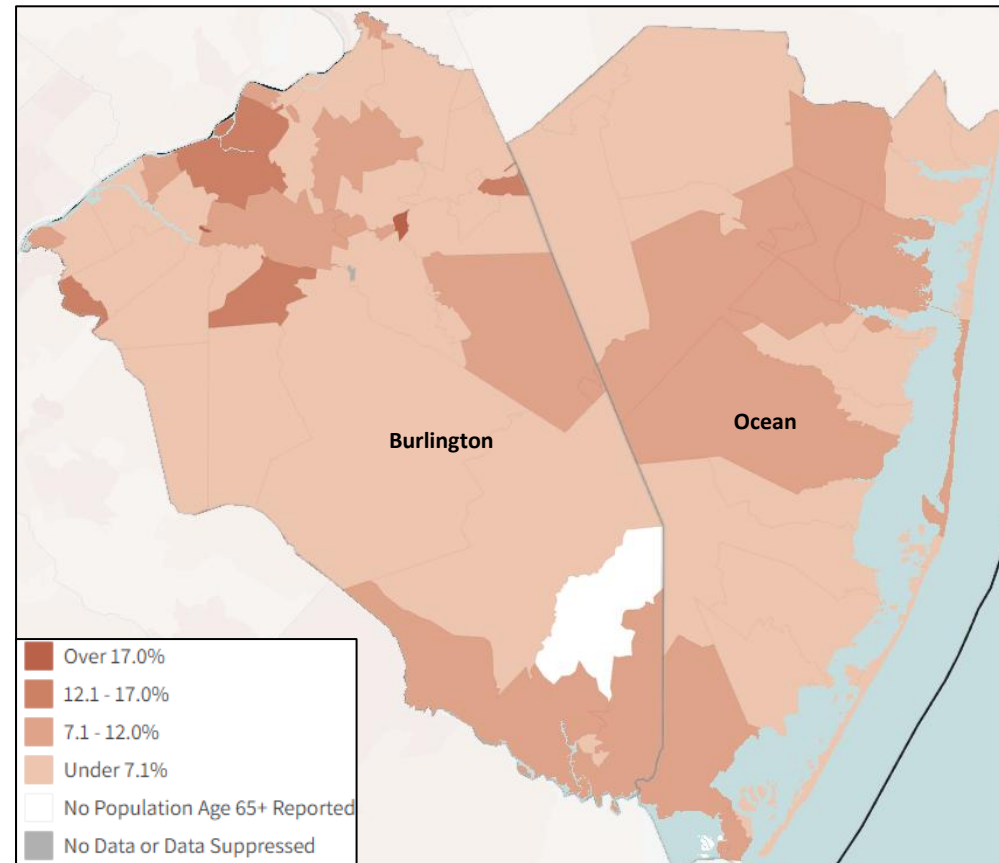 Burlington
Ocean
Over 17.0%
12.1 - 17.0%
7.1 - 12.0%
Under 7.1%
No Population Age 65+ Reported
No Data or Data Suppressed